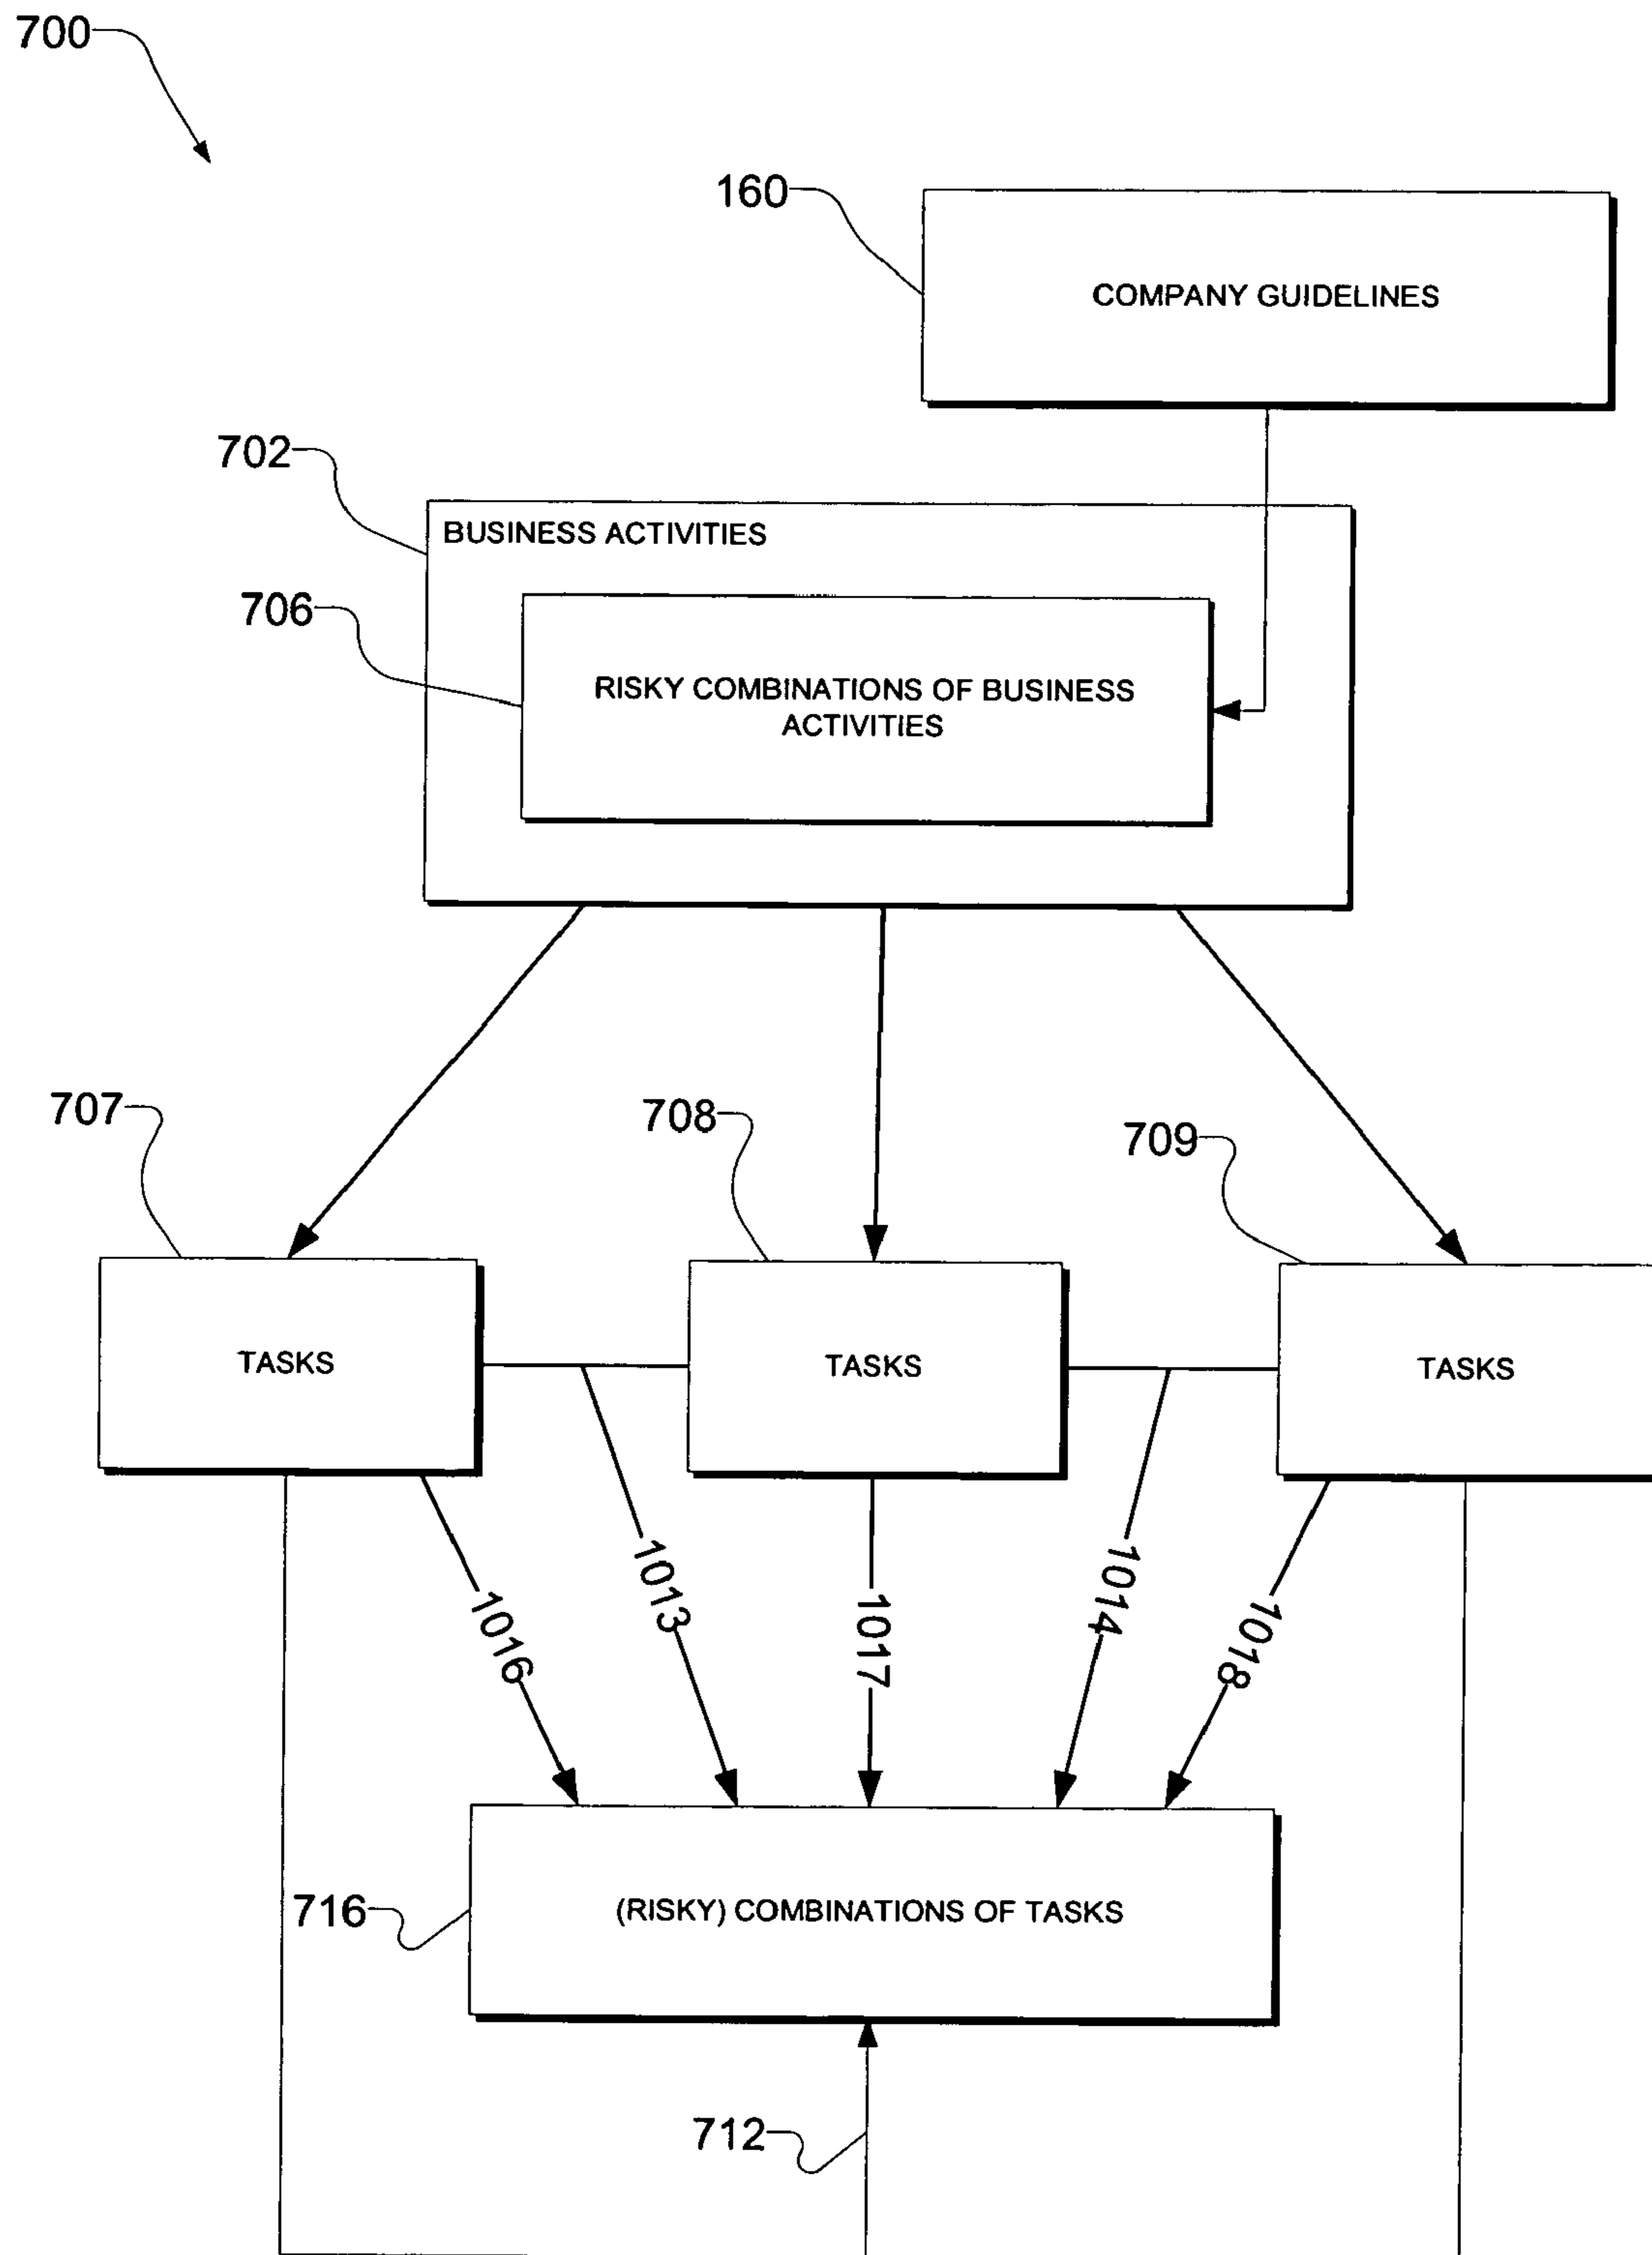 700
160
COMPANY GUIDELINES
702
BUSINESS ACTIVITIES
706
RISKY COMBINATIONS OF BUSINESS
ACTIVITIES
707
708
709
TASKS
TASKS
TASKS
1016
1013
1017
1014
1018
716
(RISKY) COMBINATIONS OF TASKS
712